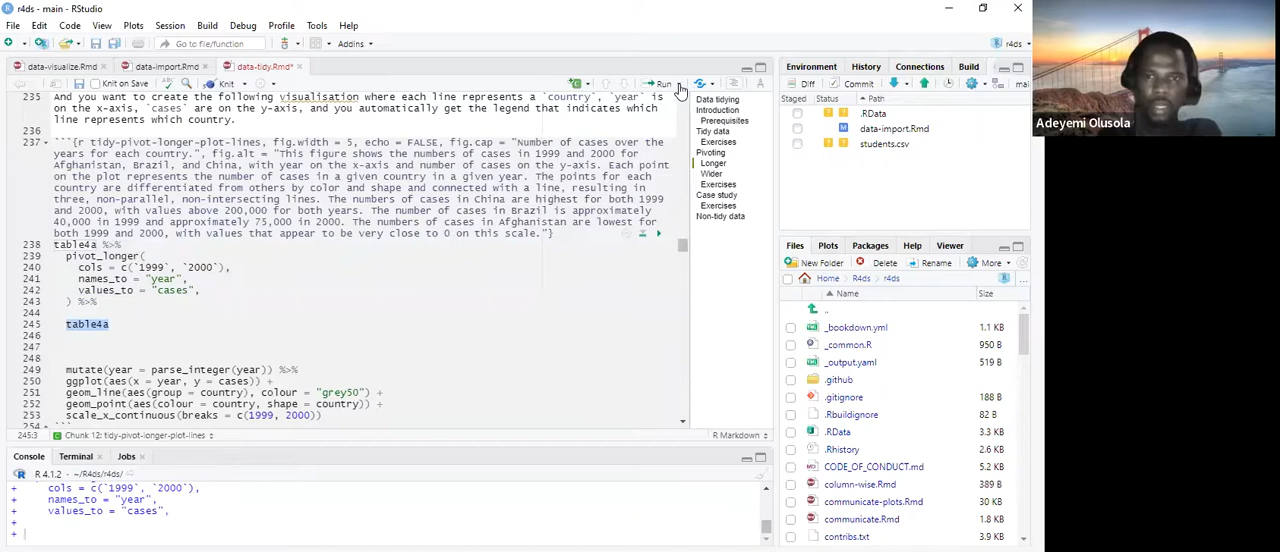 r4ds - main - RStudio
File Edit Code View Plots Session Build Debug Profile Tools Help
Go to file/function Addins r4ds
data-visualize.Rmd data-import.Rmd data-tidy.Rmd*
Knit on Save Knit Run
235 And you want to create the following visualisation where each line represents a `country`, `year` is
on the x-axis, `cases` are on the y-axis, and you automatically get the legend that indicates which
line represents which country.
236
237 ```{r tidy-pivot-longer-plot-lines, fig.width = 5, echo = FALSE, fig.cap = "Number of cases over the
years for each country.", fig.alt = "This figure shows the numbers of cases in 1999 and 2000 for
Afghanistan, Brazil, and China, with year on the x-axis and number of cases on the y-axis. Each point
on the plot represents the number of cases in a given country in a given year. The points for each
country are differentiated from others by color and shape and connected with a line, resulting in
three, non-parallel, non-intersecting lines. The numbers of cases in China are highest for both 1999
and 2000, with values above 200,000 for both years. The number of cases in Brazil is approximately
40,000 in 1999 and approximately 75,000 in 2000. The numbers of cases in Afghanistan are lowest for
both 1999 and 2000, with values that appear to be very close to 0 on this scale."}
238 table4a %>%
239 pivot_longer(
240 cols = c(`1999`, `2000`),
241 names_to = "year",
242 values_to = "cases",
243 ) %>%
244
245 table4a
246
247
248
249 mutate(year = parse_integer(year)) %>%
250 ggplot(aes(x = year, y = cases)) +
251 geom_line(aes(group = country), colour = "grey50") +
252 geom_point(aes(colour = country, shape = country)) +
253 scale_x_continuous(breaks = c(1999, 2000))
254 ```
245:3 Chunk 12: tidy-pivot-longer-plot-lines R Markdown
Data tidying
Introduction
Prerequisites
Tidy data
Exercises
Pivoting
Longer
Wider
Exercises
Case study
Exercises
Non-tidy data
Console Terminal Jobs
R 4.1.2 · ~/R4ds/r4ds/
+ cols = c(`1999`, `2000`),
+ names_to = "year",
+ values_to = "cases",
+
+
Environment History Connections Build
Diff Commit main
Staged Status Path
? ? .RData
M data-import.Rmd
? ? students.csv
Files Plots Packages Help Viewer
New Folder Delete Rename More
Home R4ds r4ds ...
Name Size
..
_bookdown.yml 1.1 KB
_common.R 950 B
_output.yaml 519 B
.github
.gitignore 188 B
.Rbuildignore 82 B
.RData 3.3 KB
.Rhistory 2.6 KB
CODE_OF_CONDUCT.md 5.2 KB
column-wise.Rmd 389 B
communicate-plots.Rmd 30 KB
communicate.Rmd 1.8 KB
contribs.txt 3.9 KB
Adeyemi Olusola